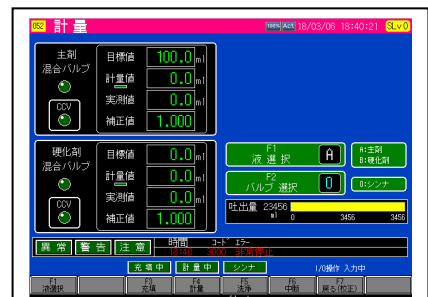 052 計 量 100% Act 18/03/06 18:40:21 SLv0
主剤
混合バルブ
CCV
目標値 100.0 ml
計量値 0.0 ml
実測値 0.0 ml
補正値 1.000
硬化剤
混合バルブ
CCV
目標値 0.0 ml
計量値 0.0 ml
実測値 0.0 ml
補正値 1.000
F1
液 選 択 A
A:主剤
B:硬化剤
F2
バルブ 選択 0
0:シンナ
吐出量 23456
ml 0 3456 3456
異 常 警 告 注 意
時間 コード エラー
18:40 3000 非常停止
充 填 中 計 量 中 シンナ I/O操作 入力中
F1
液選択
F3
充填
F4
計量
F5
洗浄
F6
中断
F7
戻る(校正)